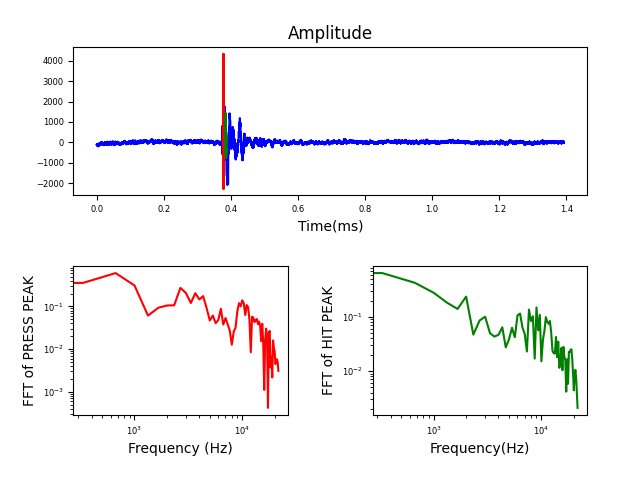 Amplitude
4000
3000
2000
1000
0
−1000
−2000
0.0 0.2 0.4 0.6 0.8 1.0 1.2 1.4
Time(ms)
FFT of PRESS PEAK
10⁻¹
10⁻²
10⁻³
10³ 10⁴
Frequency (Hz)
FFT of HIT PEAK
10⁻¹
10⁻²
10³ 10⁴
Frequency(Hz)